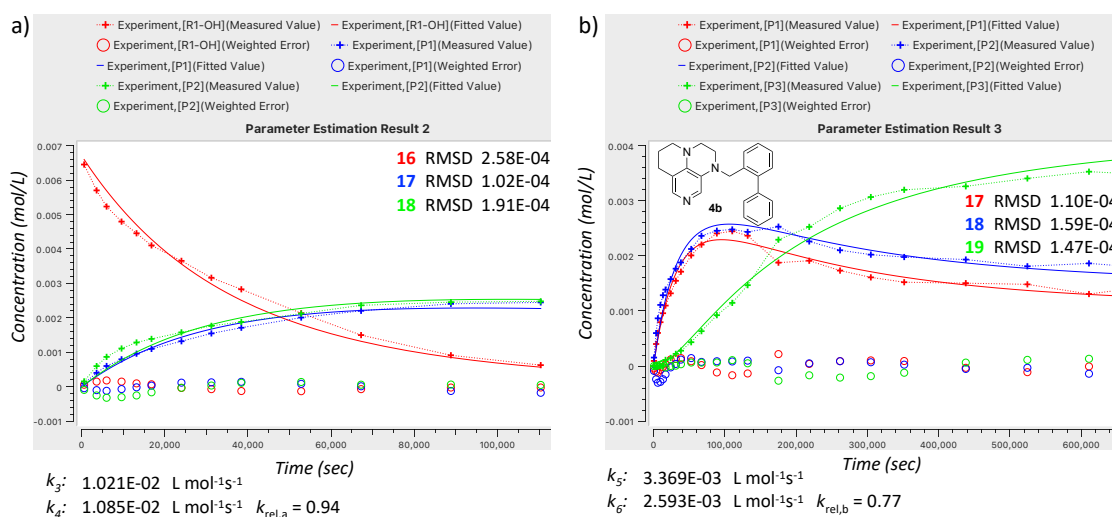 a)
Experiment,[R1-OH](Measured Value) Experiment,[R1-OH](Fitted Value)
Experiment,[R1-OH](Weighted Error) Experiment,[P1](Measured Value)
Experiment,[P1](Fitted Value) Experiment,[P1](Weighted Error)
Experiment,[P2](Measured Value) Experiment,[P2](Fitted Value)
Experiment,[P2](Weighted Error)
Parameter Estimation Result 2
16 RMSD 2.58E-04
17 RMSD 1.02E-04
18 RMSD 1.91E-04
Concentration (mol/L)
0.007
0.006
0.005
0.004
0.003
0.002
0.001
0
-0.001
0 20,000 40,000 60,000 80,000 100,000
Time (sec)
k3: 1.021E-02 L mol-1s-1
k4: 1.085E-02 L mol-1s-1 krel,a = 0.94
b)
Experiment,[P1](Measured Value) Experiment,[P1](Fitted Value)
Experiment,[P1](Weighted Error) Experiment,[P2](Measured Value)
Experiment,[P2](Fitted Value) Experiment,[P2](Weighted Error)
Experiment,[P3](Measured Value) Experiment,[P3](Fitted Value)
Experiment,[P3](Weighted Error)
Parameter Estimation Result 3
N
N
N
4b
17 RMSD 1.10E-04
18 RMSD 1.59E-04
19 RMSD 1.47E-04
Concentration (mol/L)
0.004
0.003
0.002
0.001
0
-0.001
0 100,000 200,000 300,000 400,000 500,000 600,000
Time (sec)
k5: 3.369E-03 L mol-1s-1
k6: 2.593E-03 L mol-1s-1 krel,b = 0.77